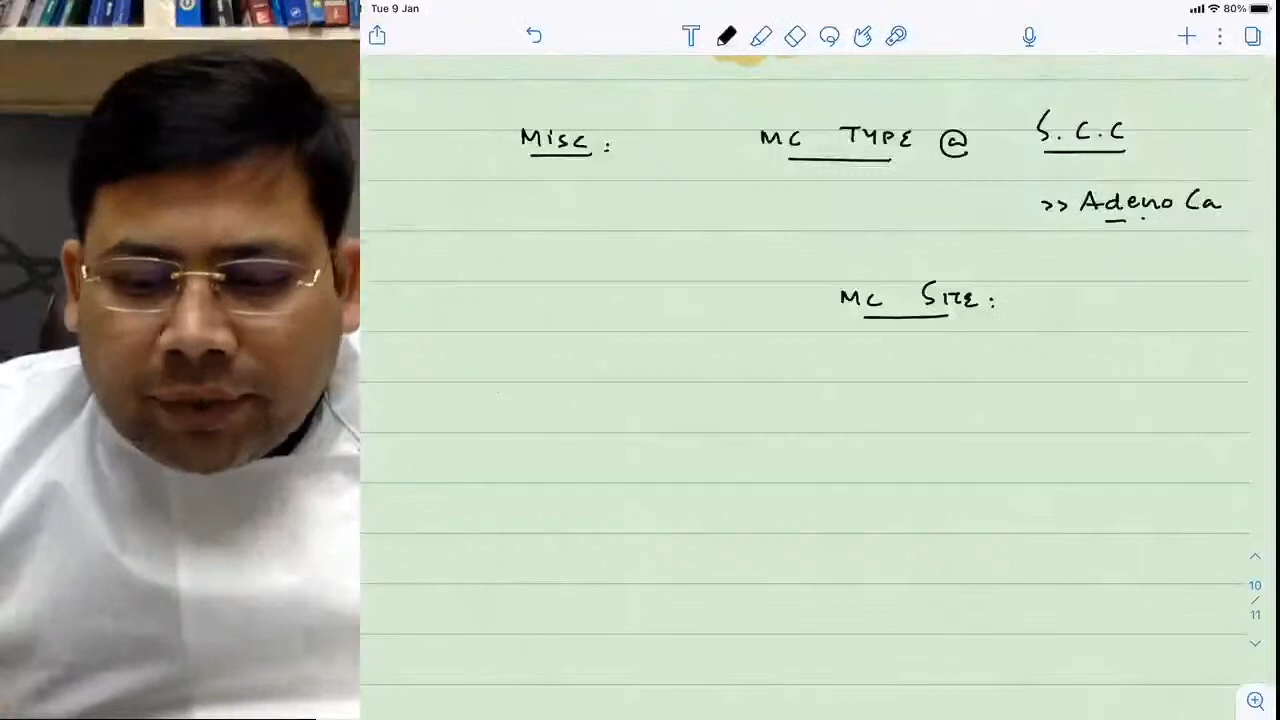 Tue 9 Jan 80%
T
MISC: MC TYPE @ S.C.C
>> Adeno Ca
MC SITE:
10
/
11